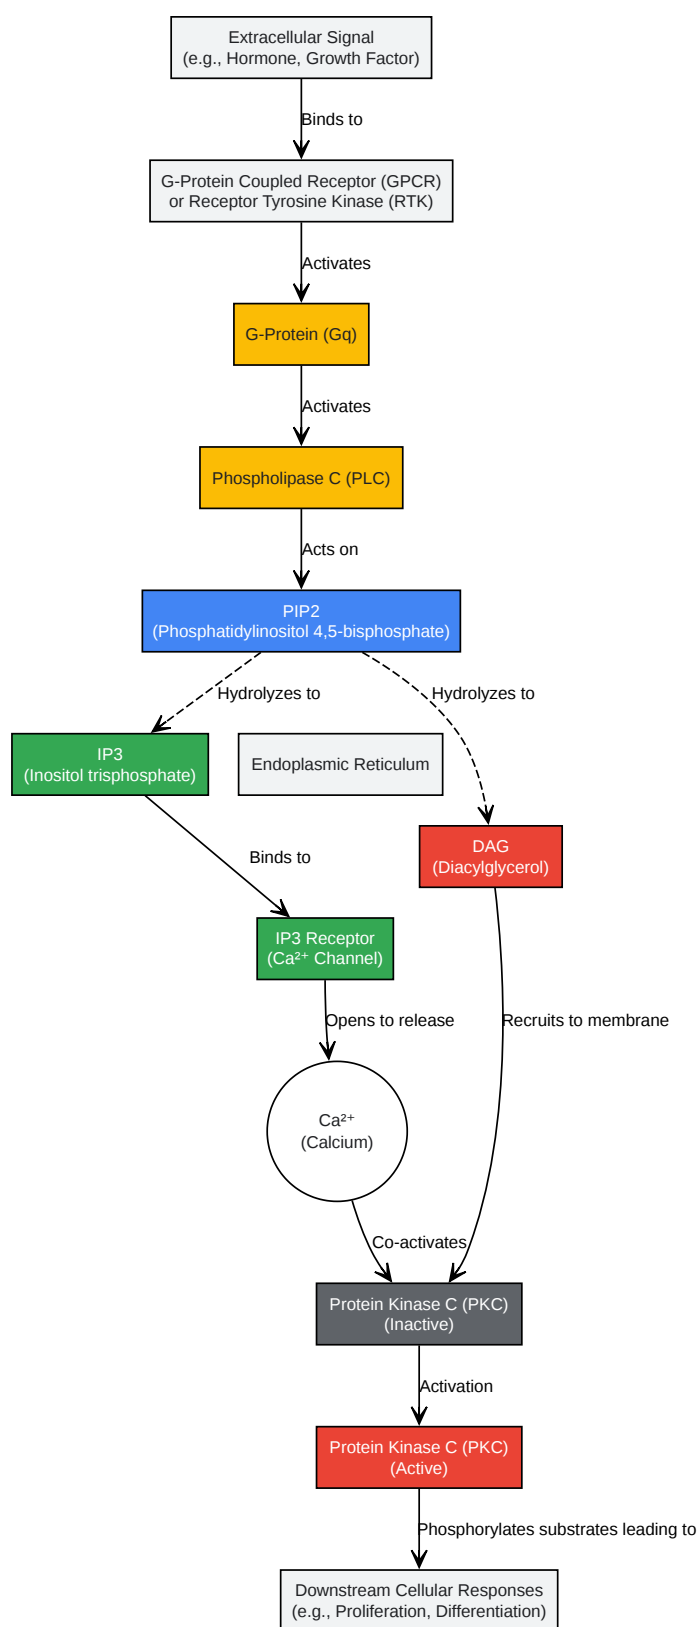 Extracellular Signal
(e.g., Hormone, Growth Factor)
Binds to
G-Protein Coupled Receptor (GPCR)
or Receptor Tyrosine Kinase (RTK)
Activates
G-Protein (Gq)
Activates
Phospholipase C (PLC)
Acts on
PIP2
(Phosphatidylinositol 4,5-bisphosphate)
Hydrolyzes to
Hydrolyzes to
IP3
(Inositol trisphosphate)
Endoplasmic Reticulum
DAG
(Diacylglycerol)
Binds to
IP3 Receptor
(Ca²⁺ Channel)
Opens to release
Recruits to membrane
Ca²⁺
(Calcium)
Co-activates
Protein Kinase C (PKC)
(Inactive)
Activation
Protein Kinase C (PKC)
(Active)
Phosphorylates substrates leading to
Downstream Cellular Responses
(e.g., Proliferation, Differentiation)